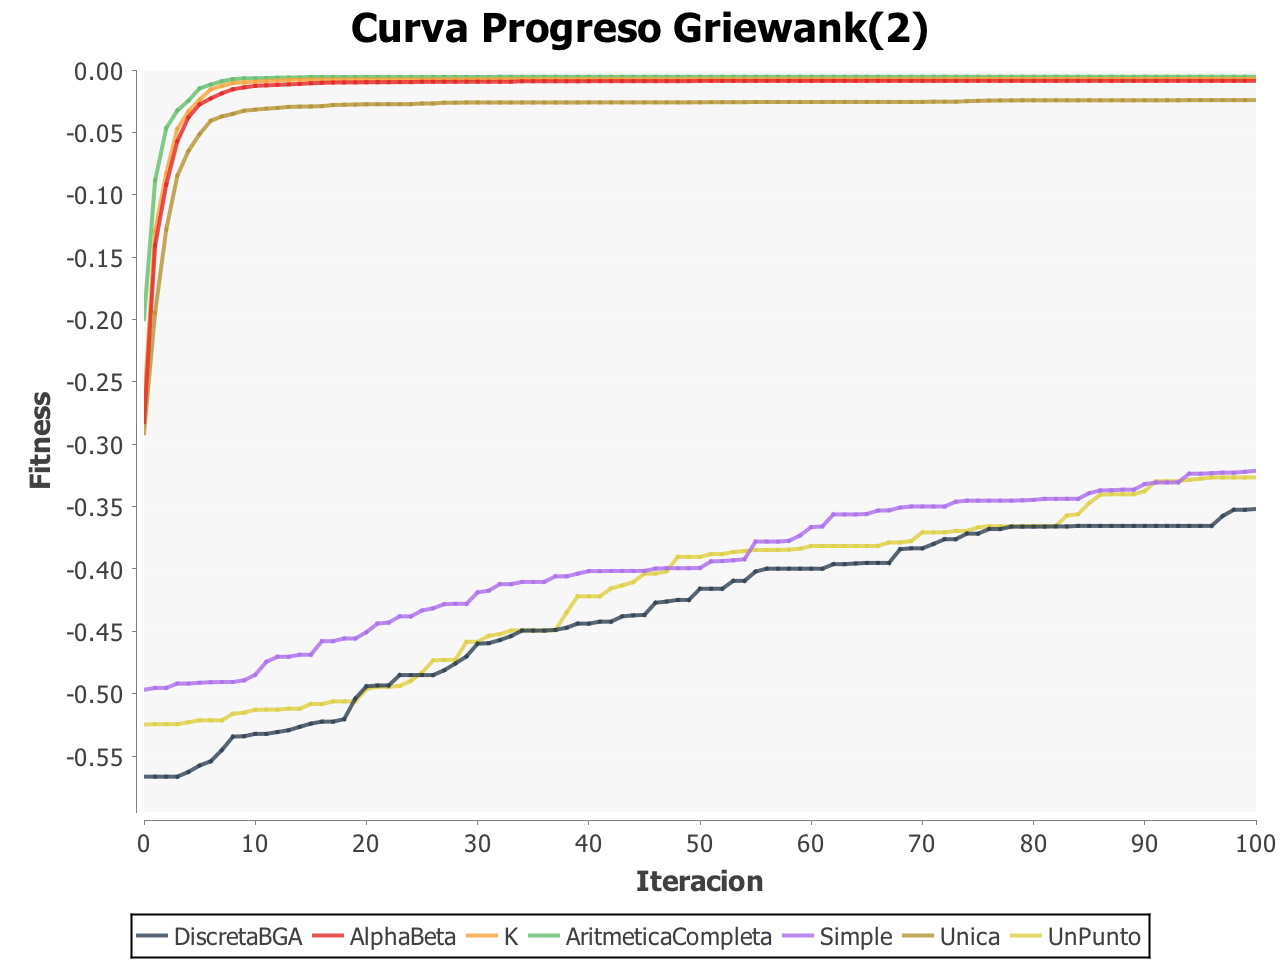 Curva Progreso Griewank(2)
0.00
-0.05
-0.10
-0.15
-0.20
-0.25
-0.30
-0.35
-0.40
-0.45
-0.50
-0.55
Fitness
0 10 20 30 40 50 60 70 80 90 100
Iteracion
DiscretaBGA AlphaBeta K AritmeticaCompleta Simple Unica UnPunto